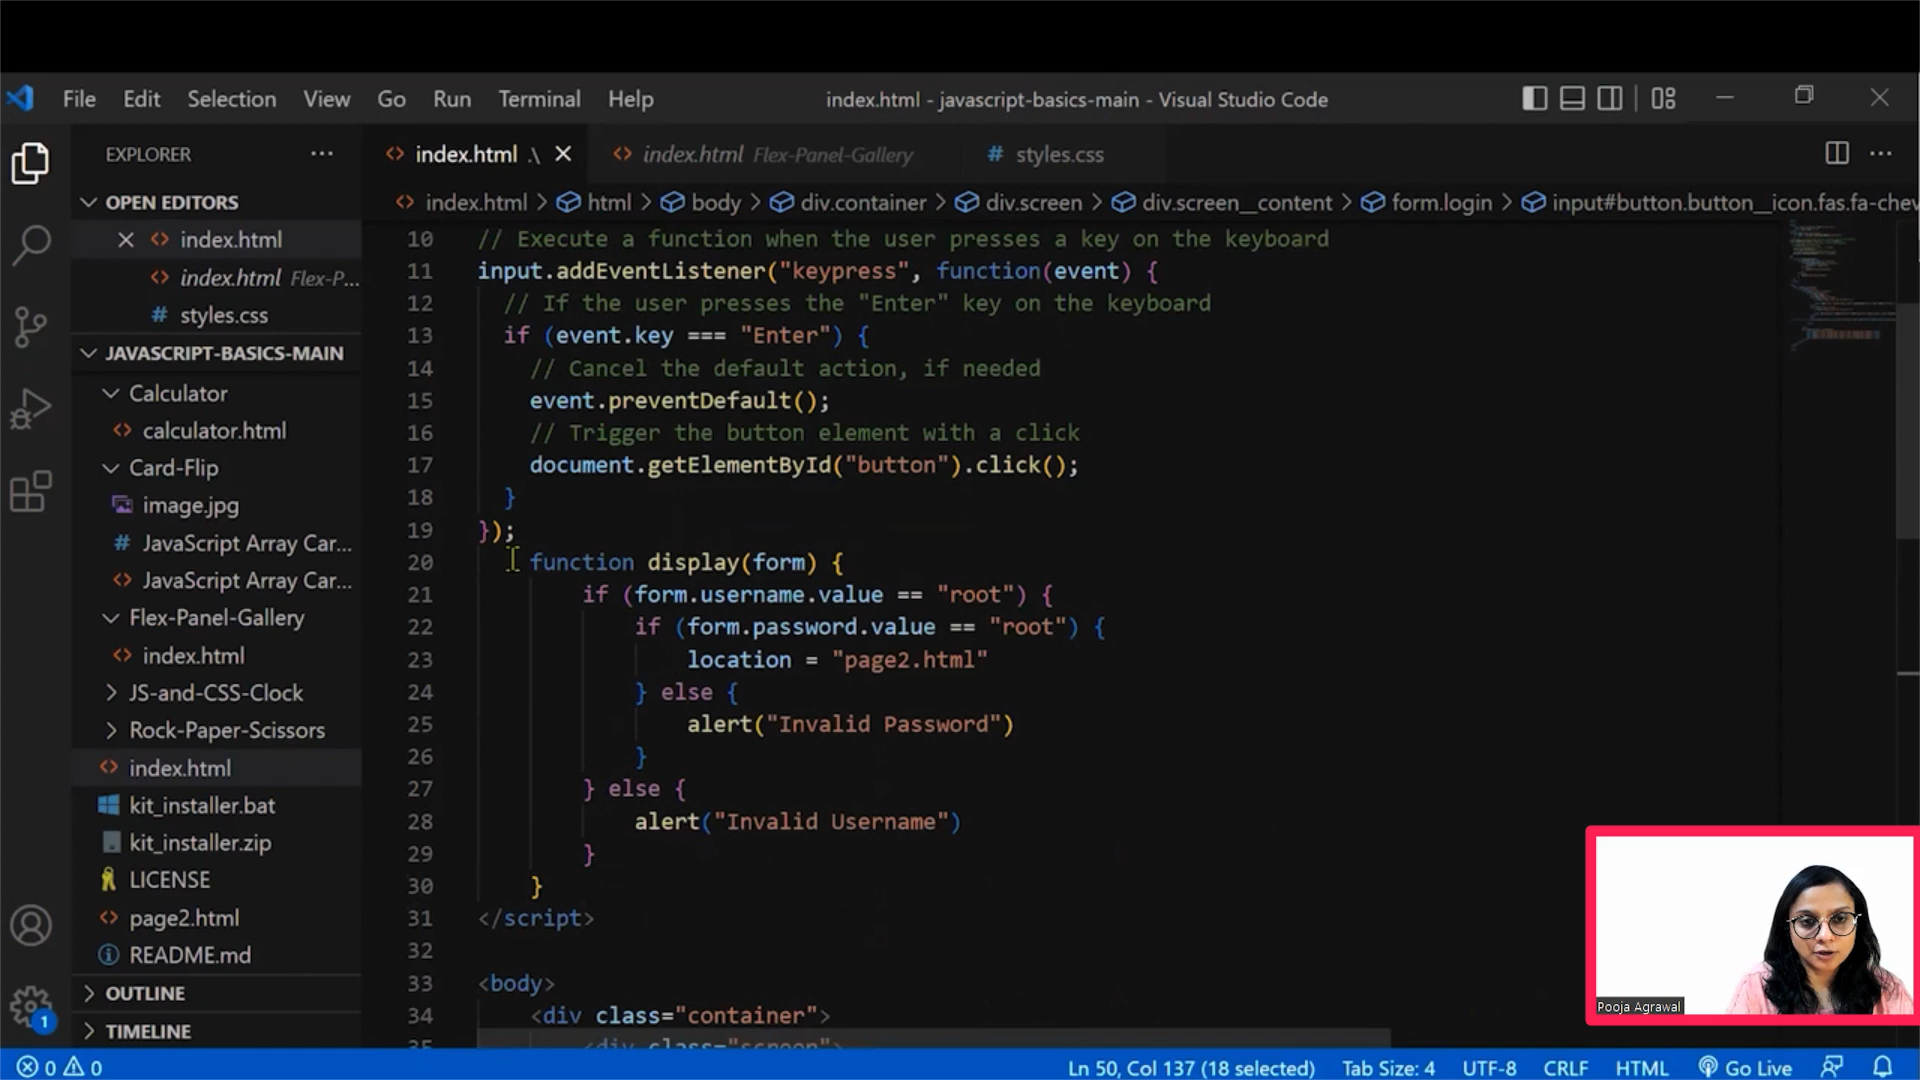 File Edit Selection View Go Run Terminal Help
index.html - javascript-basics-main - Visual Studio Code
EXPLORER
index.html .\
index.html Flex-Panel-Gallery
# styles.css
OPEN EDITORS
index.html > html > body > div.container > div.screen > div.screen__content > form.login > input#button.button__icon.fas.fa-chev
index.html
index.html Flex-P...
# styles.css
JAVASCRIPT-BASICS-MAIN
Calculator
calculator.html
Card-Flip
image.jpg
# JavaScript Array Car...
JavaScript Array Car...
Flex-Panel-Gallery
index.html
JS-and-CSS-Clock
Rock-Paper-Scissors
index.html
kit_installer.bat
kit_installer.zip
LICENSE
page2.html
README.md
OUTLINE
TIMELINE
10 // Execute a function when the user presses a key on the keyboard
11 input.addEventListener("keypress", function(event) {
12 // If the user presses the "Enter" key on the keyboard
13 if (event.key === "Enter") {
14 // Cancel the default action, if needed
15 event.preventDefault();
16 // Trigger the button element with a click
17 document.getElementById("button").click();
18 }
19 });
20 function display(form) {
21 if (form.username.value == "root") {
22 if (form.password.value == "root") {
23 location = "page2.html"
24 } else {
25 alert("Invalid Password")
26 }
27 } else {
28 alert("Invalid Username")
29 }
30 }
31 </script>
32
33 <body>
34 <div class="container">
35 <div class="screen">
Pooja Agrawal
1
0 0
Ln 50, Col 137 (18 selected) Tab Size: 4 UTF-8 CRLF HTML Go Live